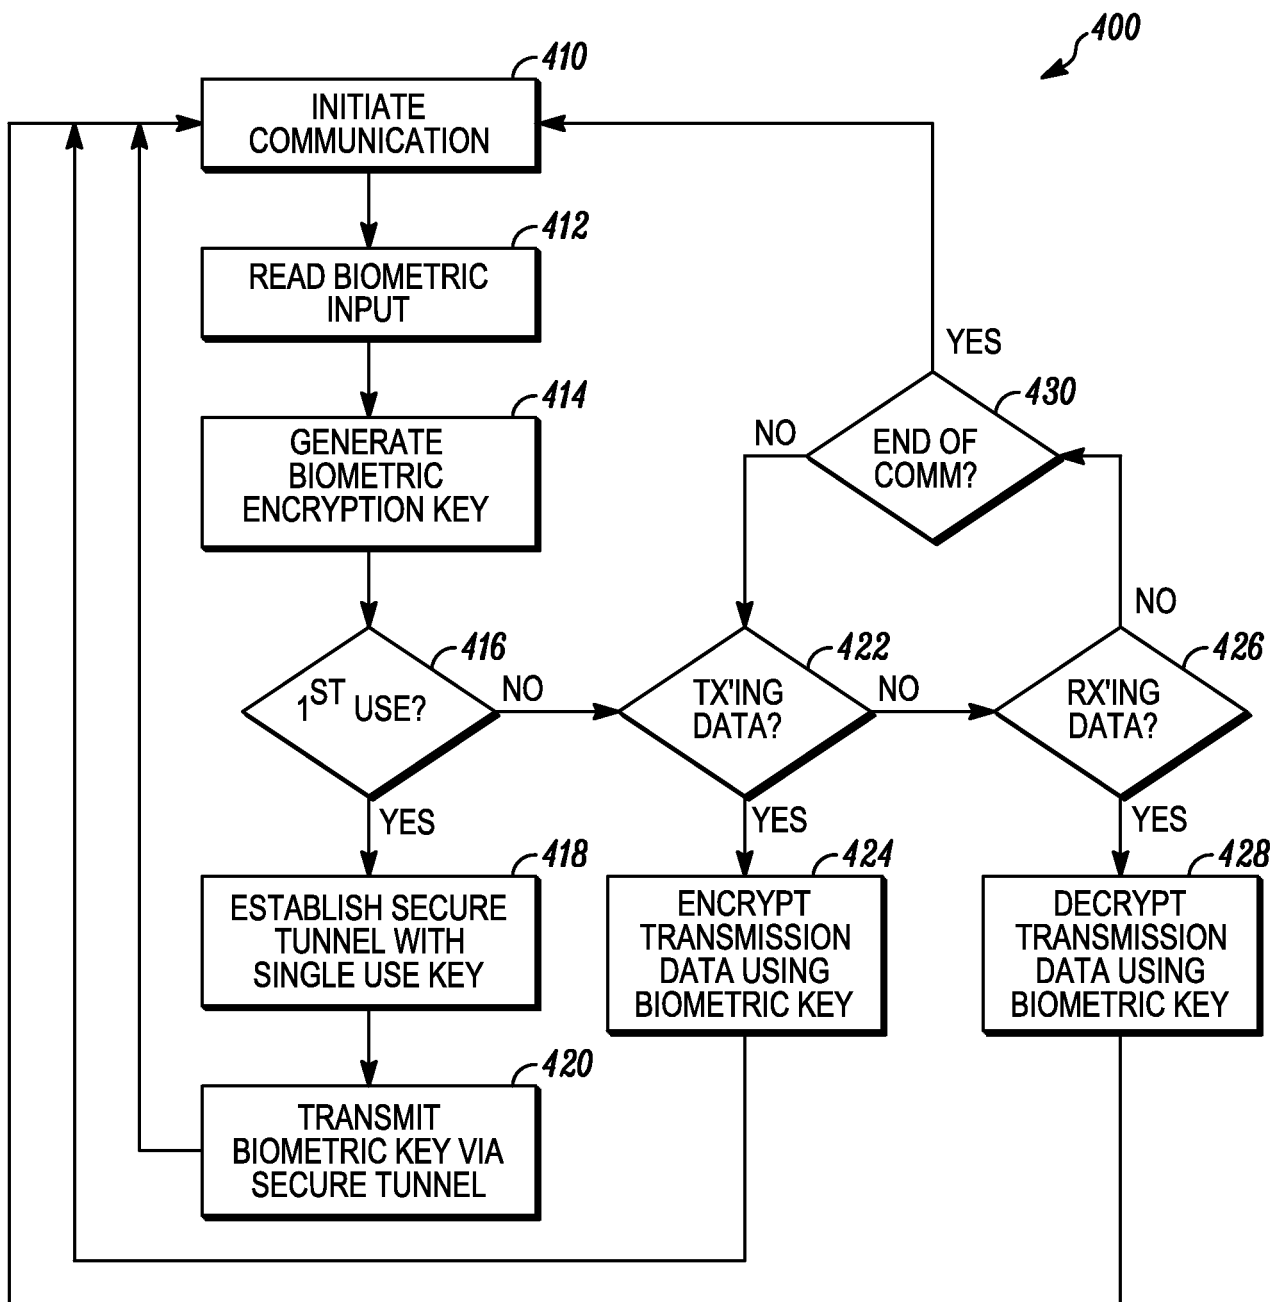 400
410
INITIATE
COMMUNICATION
412
READ BIOMETRIC
INPUT
414
GENERATE
BIOMETRIC
ENCRYPTION KEY
416
1ST USE?
NO
YES
418
ESTABLISH SECURE
TUNNEL WITH
SINGLE USE KEY
420
TRANSMIT
BIOMETRIC KEY VIA
SECURE TUNNEL
422
TX'ING
DATA?
NO
YES
424
ENCRYPT
TRANSMISSION
DATA USING
BIOMETRIC KEY
426
RX'ING
DATA?
NO
YES
428
DECRYPT
TRANSMISSION
DATA USING
BIOMETRIC KEY
430
END OF
COMM?
YES
NO